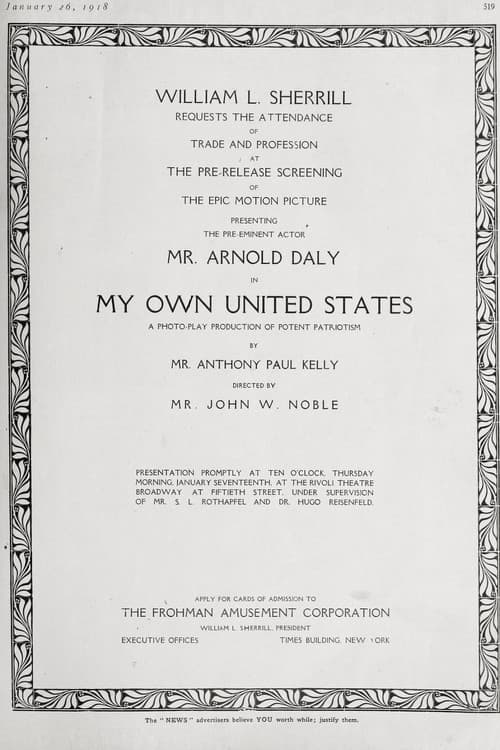 January 26, 1918 519
WILLIAM L. SHERRILL
REQUESTS THE ATTENDANCE
OF
TRADE AND PROFESSION
AT
THE PRE-RELEASE SCREENING
OF
THE EPIC MOTION PICTURE
PRESENTING
THE PRE-EMINENT ACTOR
MR. ARNOLD DALY
IN
MY OWN UNITED STATES
A PHOTO-PLAY PRODUCTION OF POTENT PATRIOTISM
BY
MR. ANTHONY PAUL KELLY
DIRECTED BY
MR. JOHN W. NOBLE
PRESENTATION PROMPTLY AT TEN O'CLOCK, THURSDAY
MORNING, JANUARY SEVENTEENTH, AT THE RIVOLI THEATRE
BROADWAY AT FIFTIETH STREET, UNDER SUPERVISION
OF MR. S. L. ROTHAPFEL AND DR. HUGO REISENFELD.
APPLY FOR CARDS OF ADMISSION TO
THE FROHMAN AMUSEMENT CORPORATION
WILLIAM L. SHERRILL, PRESIDENT
EXECUTIVE OFFICES TIMES BUILDING, NEW YORK
The "NEWS" advertisers believe YOU worth while; justify them.